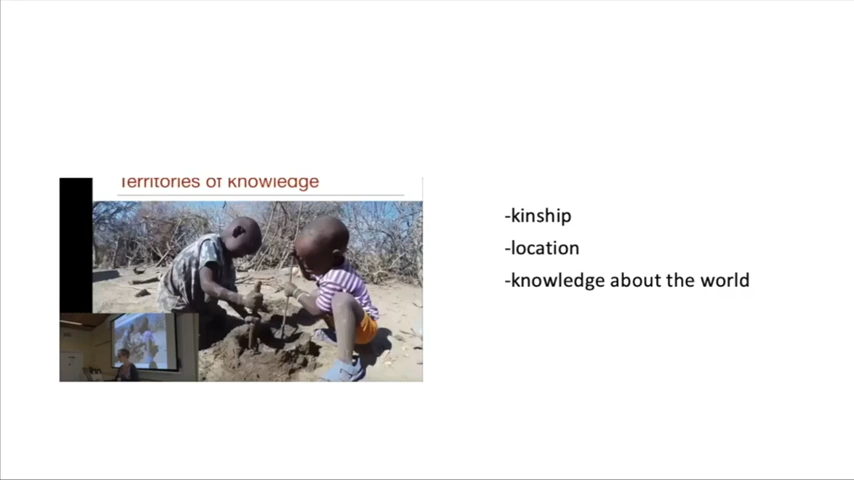 Territories of knowledge
-kinship
-location
-knowledge about the world